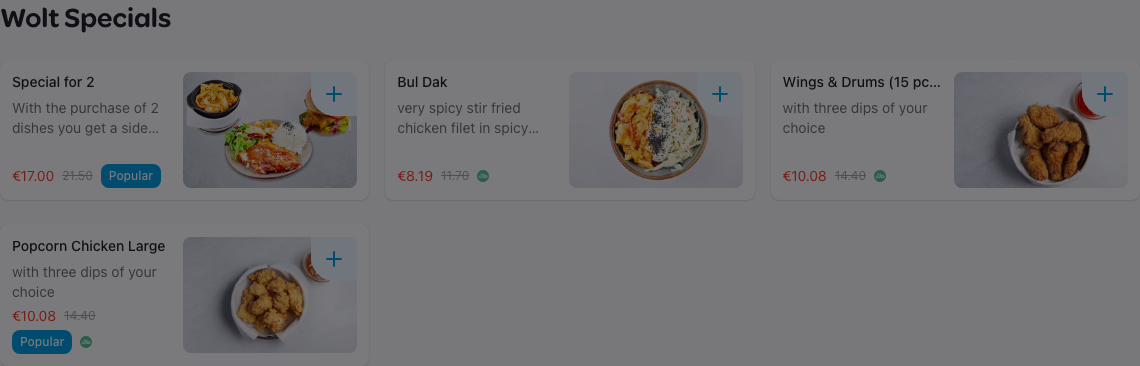 Wolt Specials
Special for 2
With the purchase of 2
dishes you get a side...
€17.00 21.50 Popular
Bul Dak
very spicy stir fried
chicken filet in spicy...
€8.19 11.70
Wings & Drums (15 pc...
with three dips of your
choice
€10.08 14.40
Popcorn Chicken Large
with three dips of your
choice
€10.08 14.40
Popular